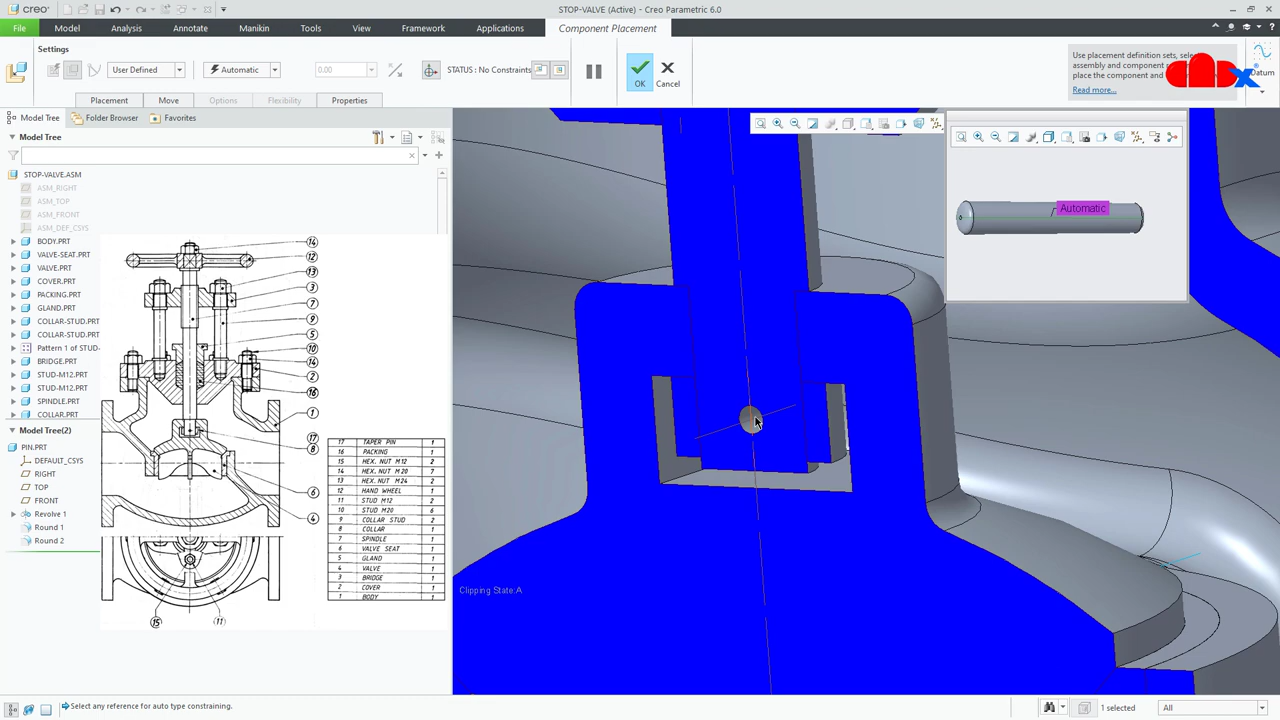 creo
STOP-VALVE (Active) - Creo Parametric 6.0
File
Model
Analysis
Annotate
Manikin
Tools
View
Framework
Applications
Component Placement
Settings
User Defined
Automatic
0.00
STATUS : No Constraints
OK
Cancel
Use placement definition sets, sele
assembly and component
place the component and
Read more...
Datum
Placement
Move
Options
Flexibility
Properties
Model Tree
Folder Browser
Favorites
Model Tree
STOP-VALVE.ASM
ASM_RIGHT
ASM_TOP
ASM_FRONT
ASM_DEF_CSYS
BODY.PRT
VALVE-SEAT.PRT
VALVE.PRT
COVER.PRT
PACKING.PRT
GLAND.PRT
COLLAR-STUD.PRT
COLLAR-STUD.PRT
Pattern 1 of STUD-
BRIDGE.PRT
STUD-M12.PRT
STUD-M12.PRT
SPINDLE.PRT
COLLAR.PRT
Model Tree(2)
PIN.PRT
DEFAULT_CSYS
RIGHT
TOP
FRONT
Revolve 1
Round 1
Round 2
14
12
13
3
7
9
5
10
14
2
16
1
17
8
6
4
15
11
17 TAPER PIN 1
16 PACKING 1
15 HEX. NUT M12 2
14 HEX. NUT M20 7
13 HEX. NUT M24 2
12 HAND WHEEL 1
11 STUD M12 2
10 STUD M20 6
9 COLLAR STUD 2
8 COLLAR 1
7 SPINDLE 1
6 VALVE SEAT 1
5 GLAND 1
4 VALVE 1
3 BRIDGE 1
2 COVER 1
1 BODY 1
Automatic
Clipping State:A
Select any reference for auto type constraining.
1 selected
All